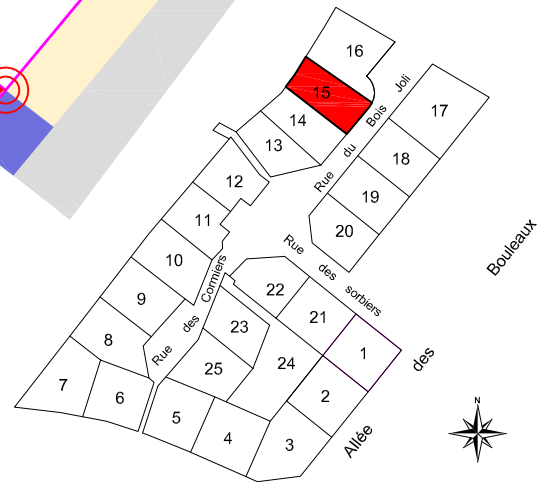 16
15
Joli
17
14
Bois
13
du
18
Rue
12
19
11
20
Bouleaux
Rue
10
des
Cormiers
22
sorbiers
9
21
des
23
8
Rue
24
1
des
25
7
6
2
5
4
3
Allée
N